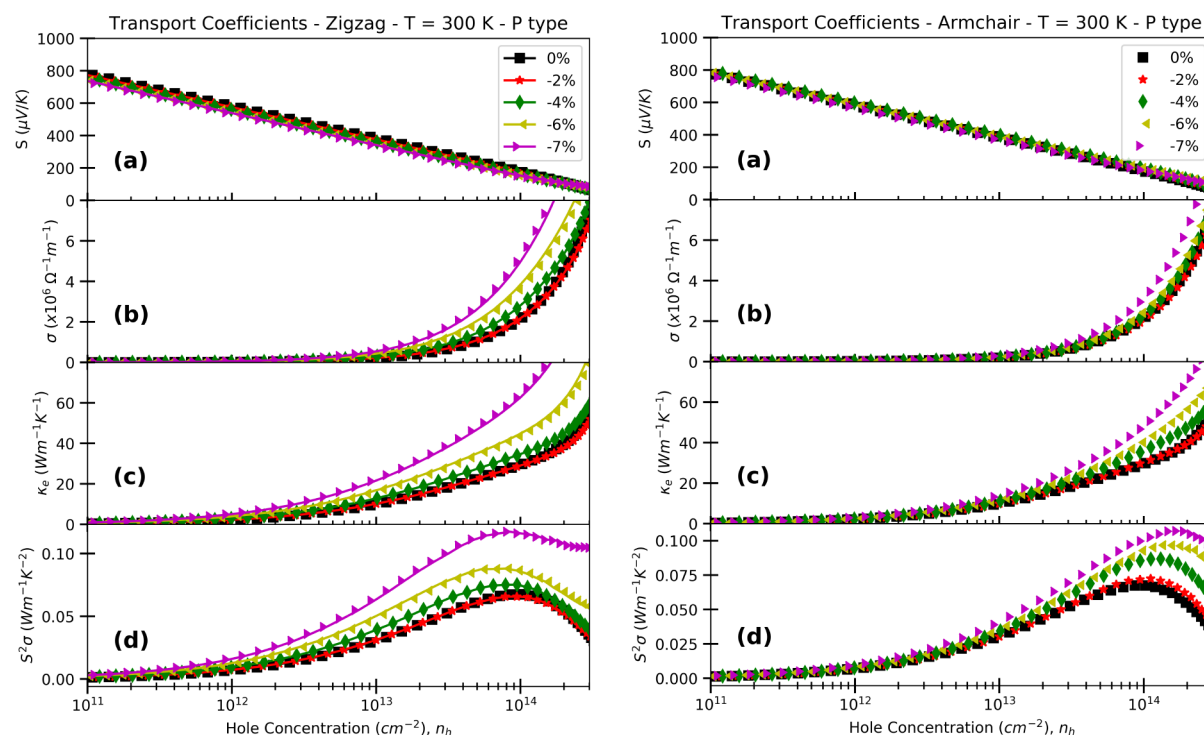 Transport Coefficients - Zigzag - T = 300 K - P type
1000
800
600
400
200
0
S (μV/K)
(a)
0%
-2%
-4%
-6%
-7%
6
4
2
0
σ (x10⁶ Ω⁻¹m⁻¹)
(b)
60
40
20
0
κₑ (Wm⁻¹K⁻¹)
(c)
0.10
0.05
0.00
S²σ (Wm⁻¹K⁻²)
(d)
10¹¹
10¹²
10¹³
10¹⁴
Hole Concentration (cm⁻²), nₕ
Transport Coefficients - Armchair - T = 300 K - P type
1000
800
600
400
200
0
S (μV/K)
(a)
0%
-2%
-4%
-6%
-7%
6
4
2
0
σ (x10⁶ Ω⁻¹m⁻¹)
(b)
60
40
20
0
κₑ (Wm⁻¹K⁻¹)
(c)
0.100
0.075
0.050
0.025
0.000
S²σ (Wm⁻¹K⁻²)
(d)
10¹¹
10¹²
10¹³
10¹⁴
Hole Concentration (cm⁻²), nₕ